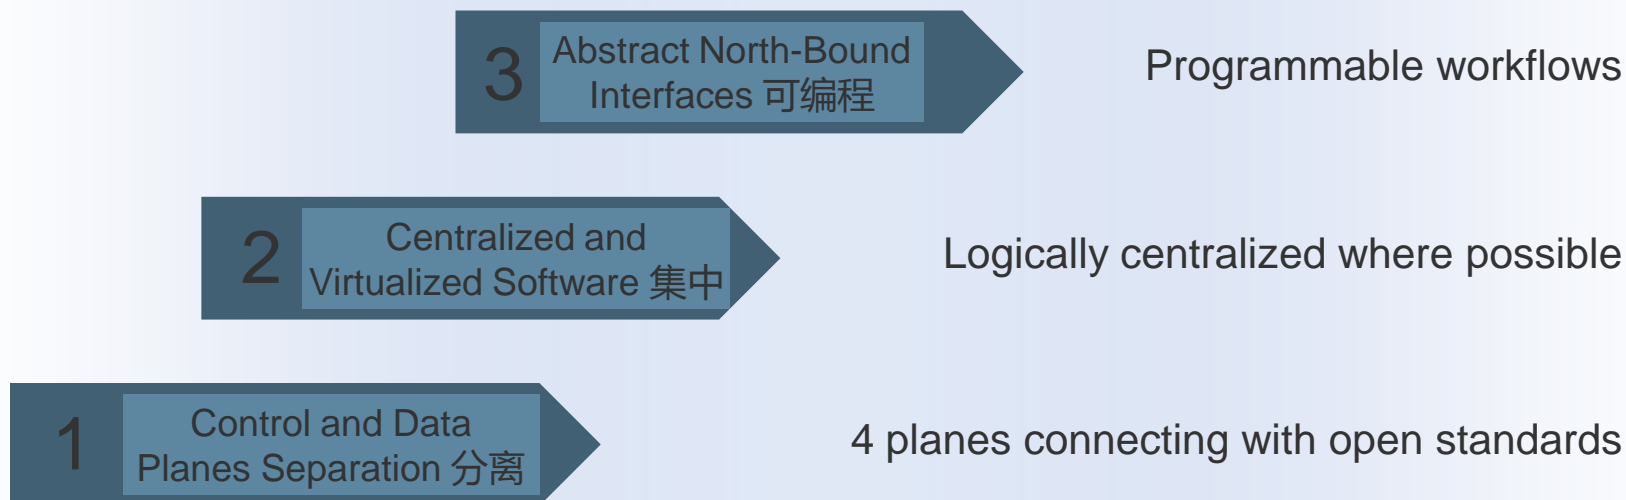 3
Abstract North-Bound
Interfaces 可编程
Programmable workflows
2
Centralized and
Virtualized Software 集中
Logically centralized where possible
1
Control and Data
Planes Separation 分离
4 planes connecting with open standards